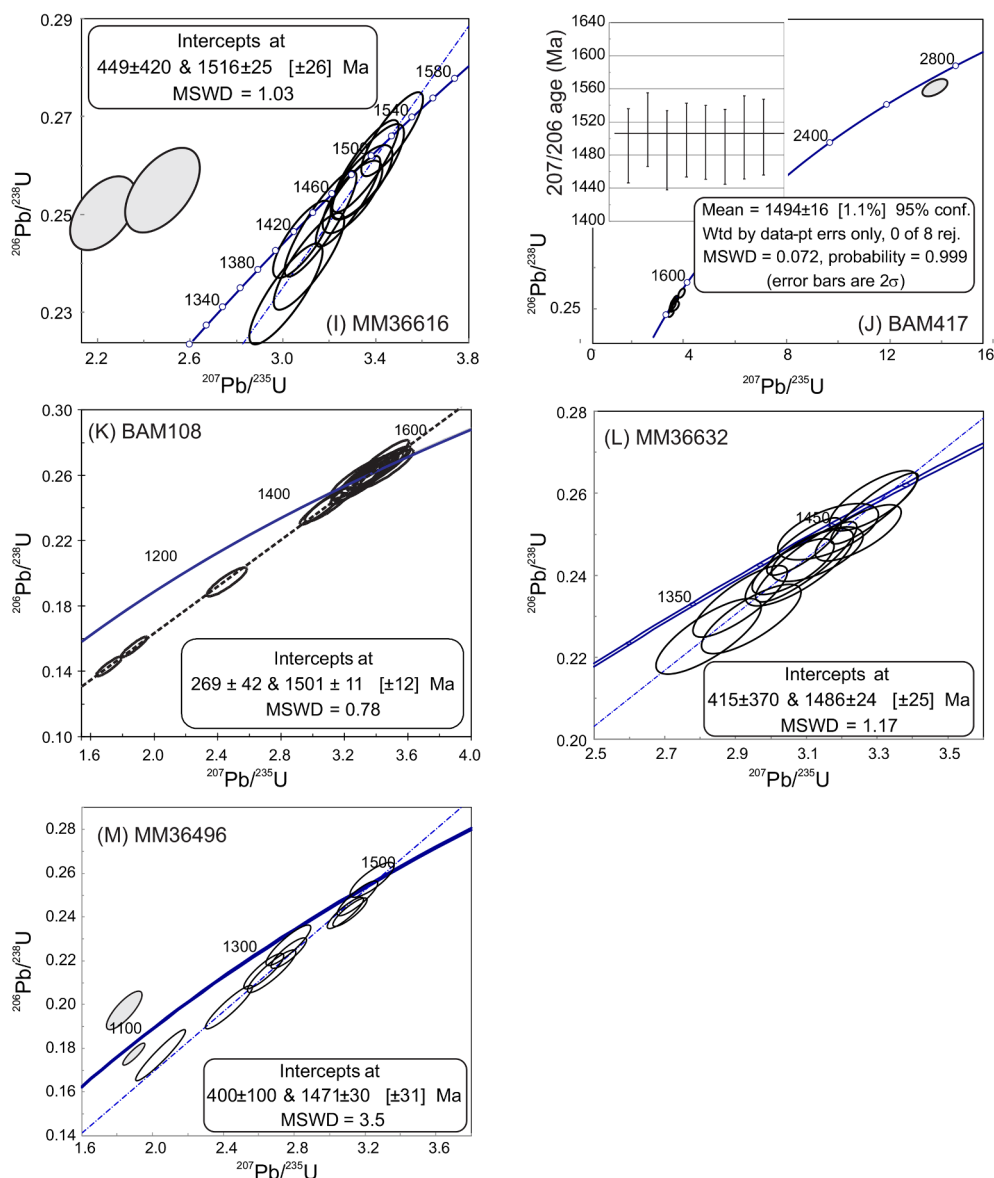 0.29
0.27
0.25
0.23
²⁰⁶Pb/²³⁸U
Intercepts at
449±420 & 1516±25 [±26] Ma
MSWD = 1.03
1580
1540
1500
1460
1420
1380
1340
(I) MM36616
2.2
2.6
3.0
3.4
3.8
²⁰⁷Pb/²³⁵U
1640
1600
1560
1520
1480
1440
1400
207/206 age (Ma)
2800
2400
1600
Mean = 1494±16 [1.1%] 95% conf.
Wtd by data-pt errs only, 0 of 8 rej.
MSWD = 0.072, probability = 0.999
(error bars are 2σ)
²⁰⁶Pb/²³⁸U
0.25
(J) BAM417
0
4
8
12
16
²⁰⁷Pb/²³⁵U
0.30
0.26
0.22
0.18
0.14
0.10
²⁰⁶Pb/²³⁸U
(K) BAM108
1600
1400
1200
Intercepts at
269 ± 42 & 1501 ± 11 [±12] Ma
MSWD = 0.78
1.6
2.0
2.4
2.8
3.2
3.6
4.0
²⁰⁷Pb/²³⁵U
0.28
0.26
0.24
0.22
0.20
²⁰⁶Pb/²³⁸U
(L) MM36632
1450
1350
Intercepts at
415±370 & 1486±24 [±25] Ma
MSWD = 1.17
2.5
2.7
2.9
3.1
3.3
3.5
²⁰⁷Pb/²³⁵U
0.28
0.26
0.24
0.22
0.20
0.18
0.16
0.14
²⁰⁶Pb/²³⁸U
(M) MM36496
1500
1300
1100
Intercepts at
400±100 & 1471±30 [±31] Ma
MSWD = 3.5
1.6
2.0
2.4
2.8
3.2
3.6
²⁰⁷Pb/²³⁵U